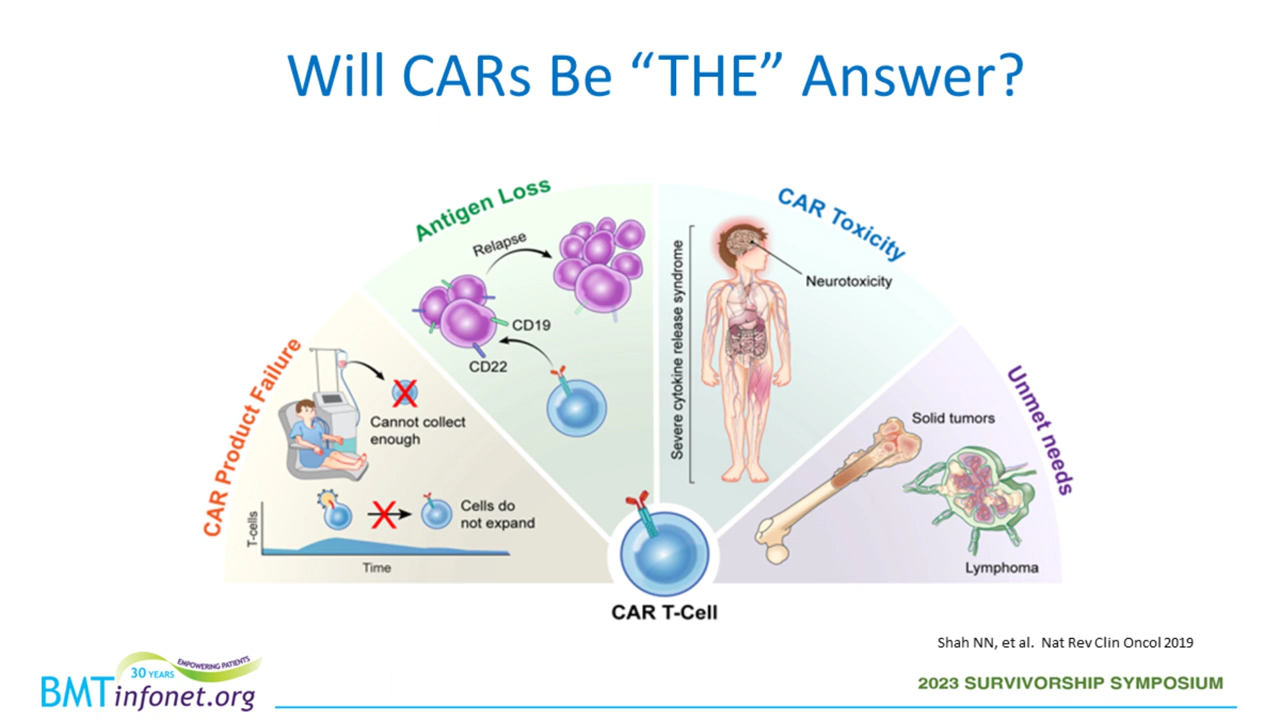 Will CARs Be “THE” Answer?
CAR Product Failure
Cannot collect
enough
Cells do
not expand
T-cells
Time
Antigen Loss
Relapse
CD19
CD22
CAR Toxicity
Severe cytokine release syndrome
Neurotoxicity
Unmet needs
Solid tumors
Lymphoma
CAR T-Cell
Shah NN, et al. Nat Rev Clin Oncol 2019
30 YEARS
EMPOWERING PATIENTS
BMTinfonet.org
2023 SURVIVORSHIP SYMPOSIUM